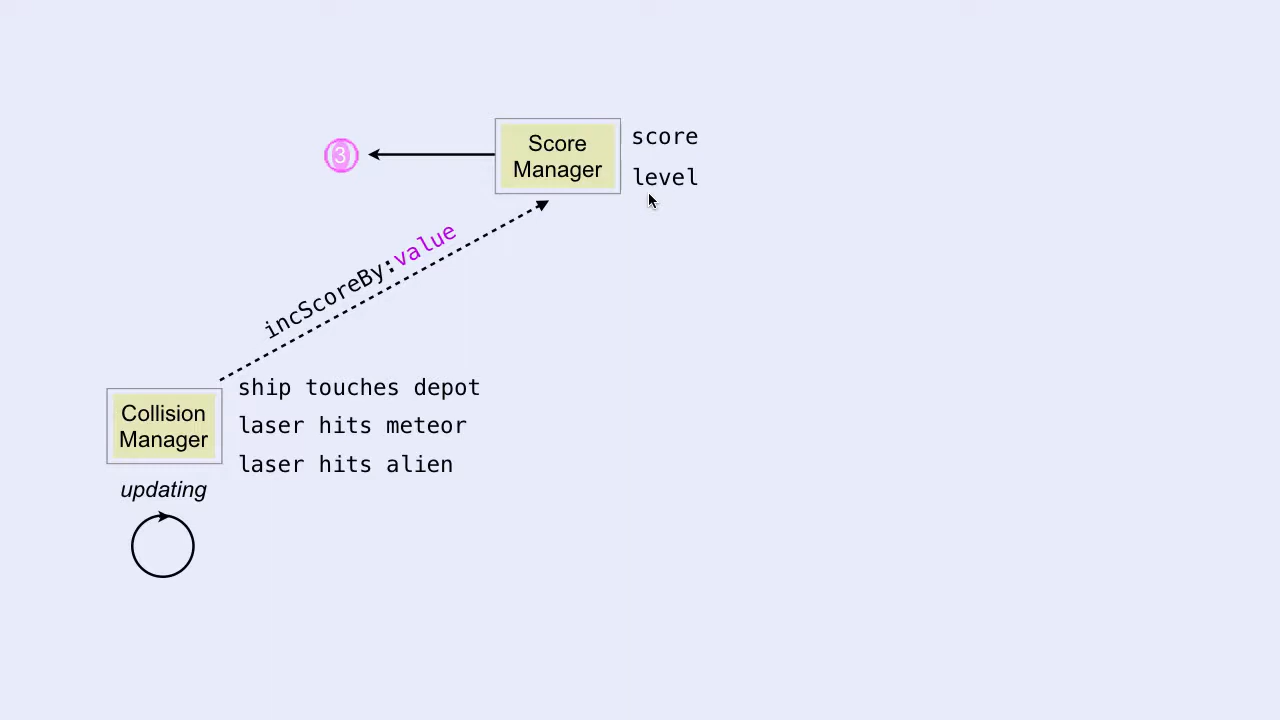 3
Score
Manager
score
level
incScoreBy:value
Collision
Manager
ship touches depot
laser hits meteor
laser hits alien
updating